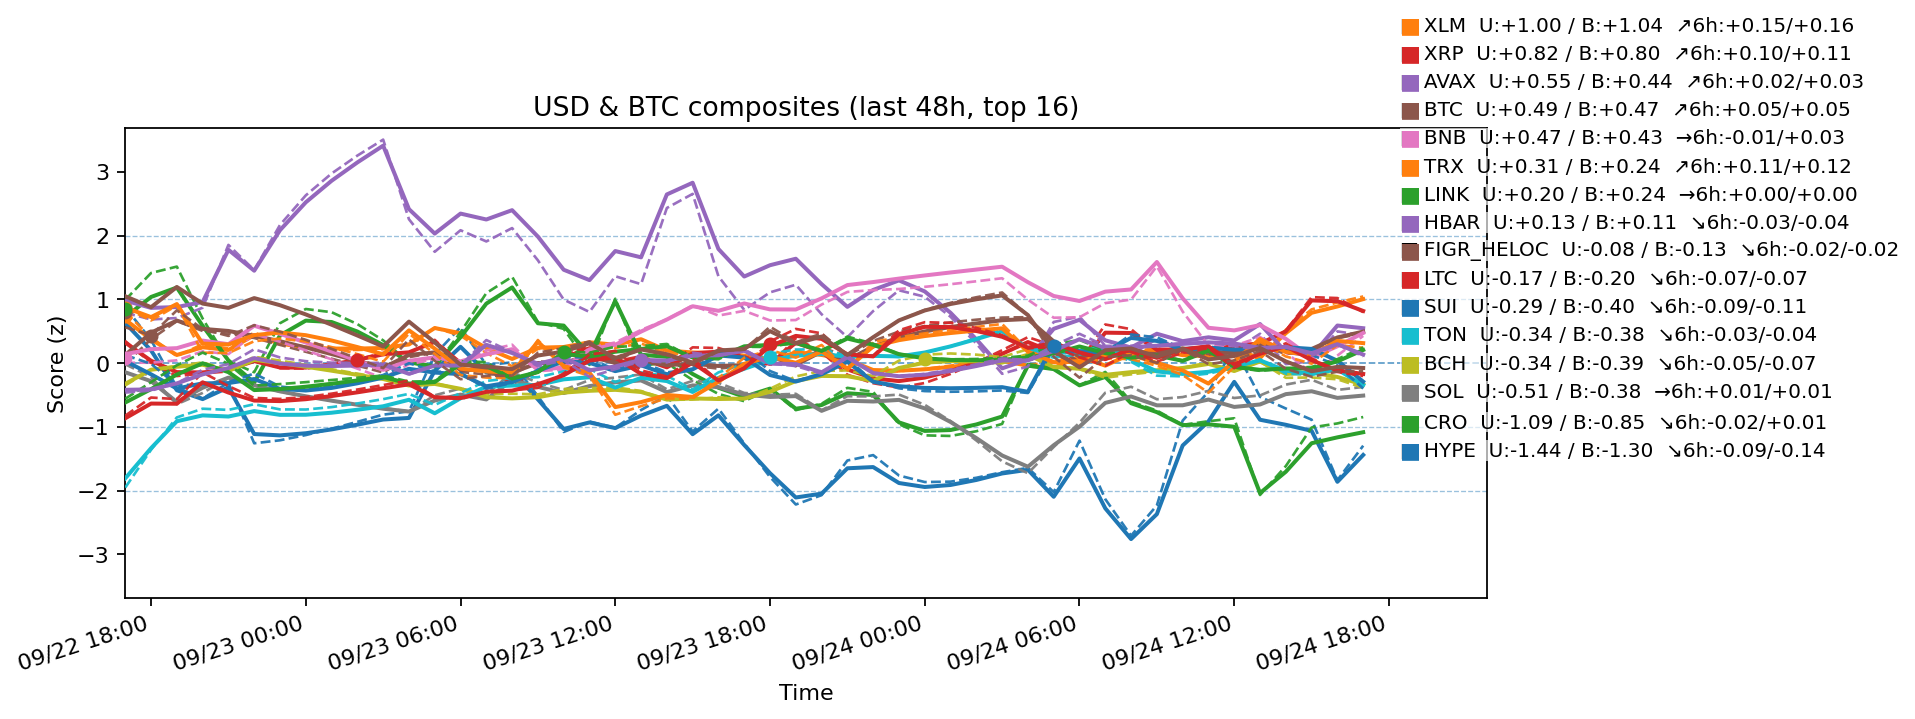 USD & BTC composites (last 48h, top 16)
XLM  U:+1.00 / B:+1.04  ↗6h:+0.15/+0.16
XRP  U:+0.82 / B:+0.80  ↗6h:+0.10/+0.11
AVAX  U:+0.55 / B:+0.44  ↗6h:+0.02/+0.03
BTC  U:+0.49 / B:+0.47  ↗6h:+0.05/+0.05
BNB  U:+0.47 / B:+0.43  →6h:-0.01/+0.03
TRX  U:+0.31 / B:+0.24  ↗6h:+0.11/+0.12
LINK  U:+0.20 / B:+0.24  →6h:+0.00/+0.00
HBAR  U:+0.13 / B:+0.11  ↘6h:-0.03/-0.04
FIGR_HELOC  U:-0.08 / B:-0.13  ↘6h:-0.02/-0.02
LTC  U:-0.17 / B:-0.20  ↘6h:-0.07/-0.07
SUI  U:-0.29 / B:-0.40  ↘6h:-0.09/-0.11
TON  U:-0.34 / B:-0.38  ↘6h:-0.03/-0.04
BCH  U:-0.34 / B:-0.39  ↘6h:-0.05/-0.07
SOL  U:-0.51 / B:-0.38  →6h:+0.01/+0.01
CRO  U:-1.09 / B:-0.85  ↘6h:-0.02/+0.01
HYPE  U:-1.44 / B:-1.30  ↘6h:-0.09/-0.14
Score (z)
3
2
1
0
−1
−2
−3
09/22 18:00
09/23 00:00
09/23 06:00
09/23 12:00
09/23 18:00
09/24 00:00
09/24 06:00
09/24 12:00
09/24 18:00
Time